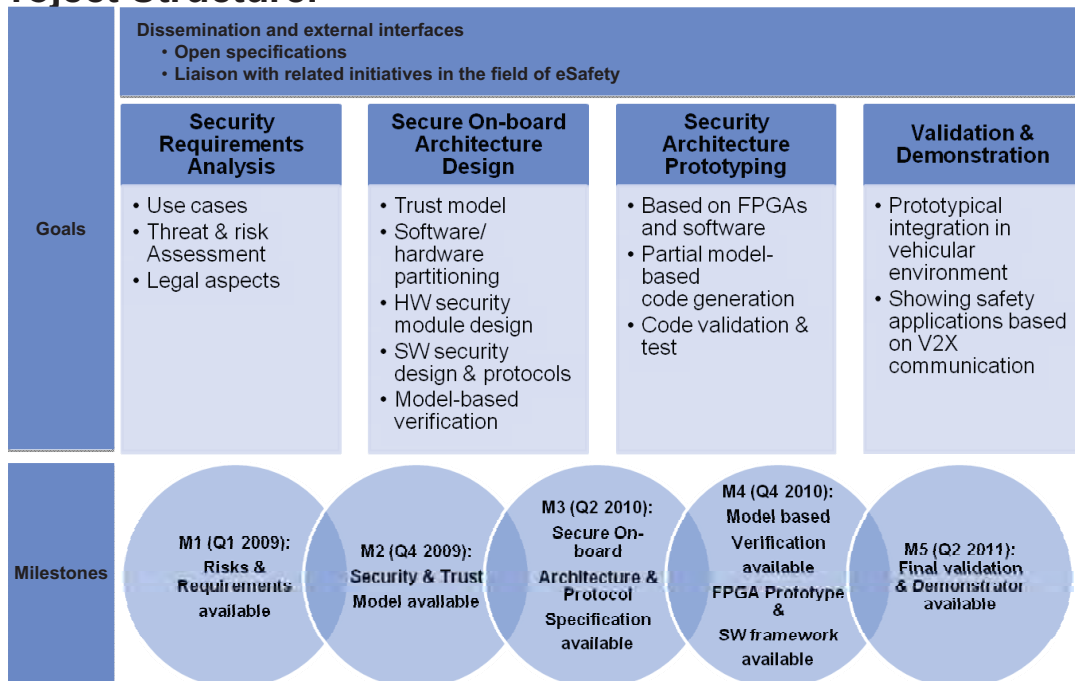 roject Structure:
Dissemination and external interfaces
• Open specifications
• Liaison with related initiatives in the field of eSafety
Goals
Security
Requirements
Analysis
• Use cases
• Threat & risk
Assessment
• Legal aspects
Secure On-board
Architecture
Design
• Trust model
• Software/
hardware
partitioning
• HW security
module design
• SW security
design & protocols
• Model-based
verification
Security
Architecture
Prototyping
• Based on FPGAs
and software
• Partial model-
based
code generation
• Code validation &
test
Validation &
Demonstration
• Prototypical
integration in
vehicular
environment
• Showing safety
applications based
on V2X
communication
Milestones
M1 (Q1 2009):
Risks &
Requirements
available
M2 (Q4 2009):
Security & Trust
Model available
M3 (Q2 2010):
Secure On-
board
Architecture &
Protocol
Specification
available
M4 (Q4 2010):
Model based
Verification
available
FPGA Prototype
&
SW framework
available
M5 (Q2 2011):
Final validation
& Demonstrator
available